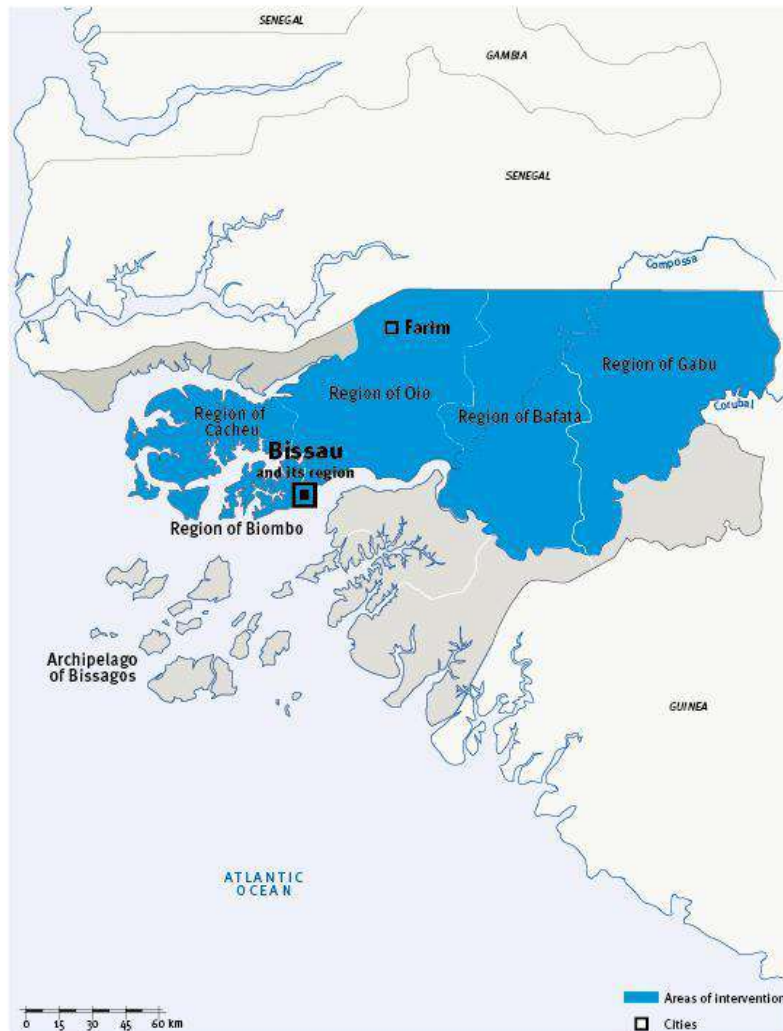 SENEGAL
GAMBIA
SENEGAL
Compossa
Farim
Region of Gabu
Region of Oio
Corubal
Region of
Cacheu
Region of Bafatá
Bissau
and its region
Region of Biombo
Archipelago
of Bissagos
GUINEA
ATLANTIC
OCEAN
0 15 30 45 60 km
Areas of intervention
Cities